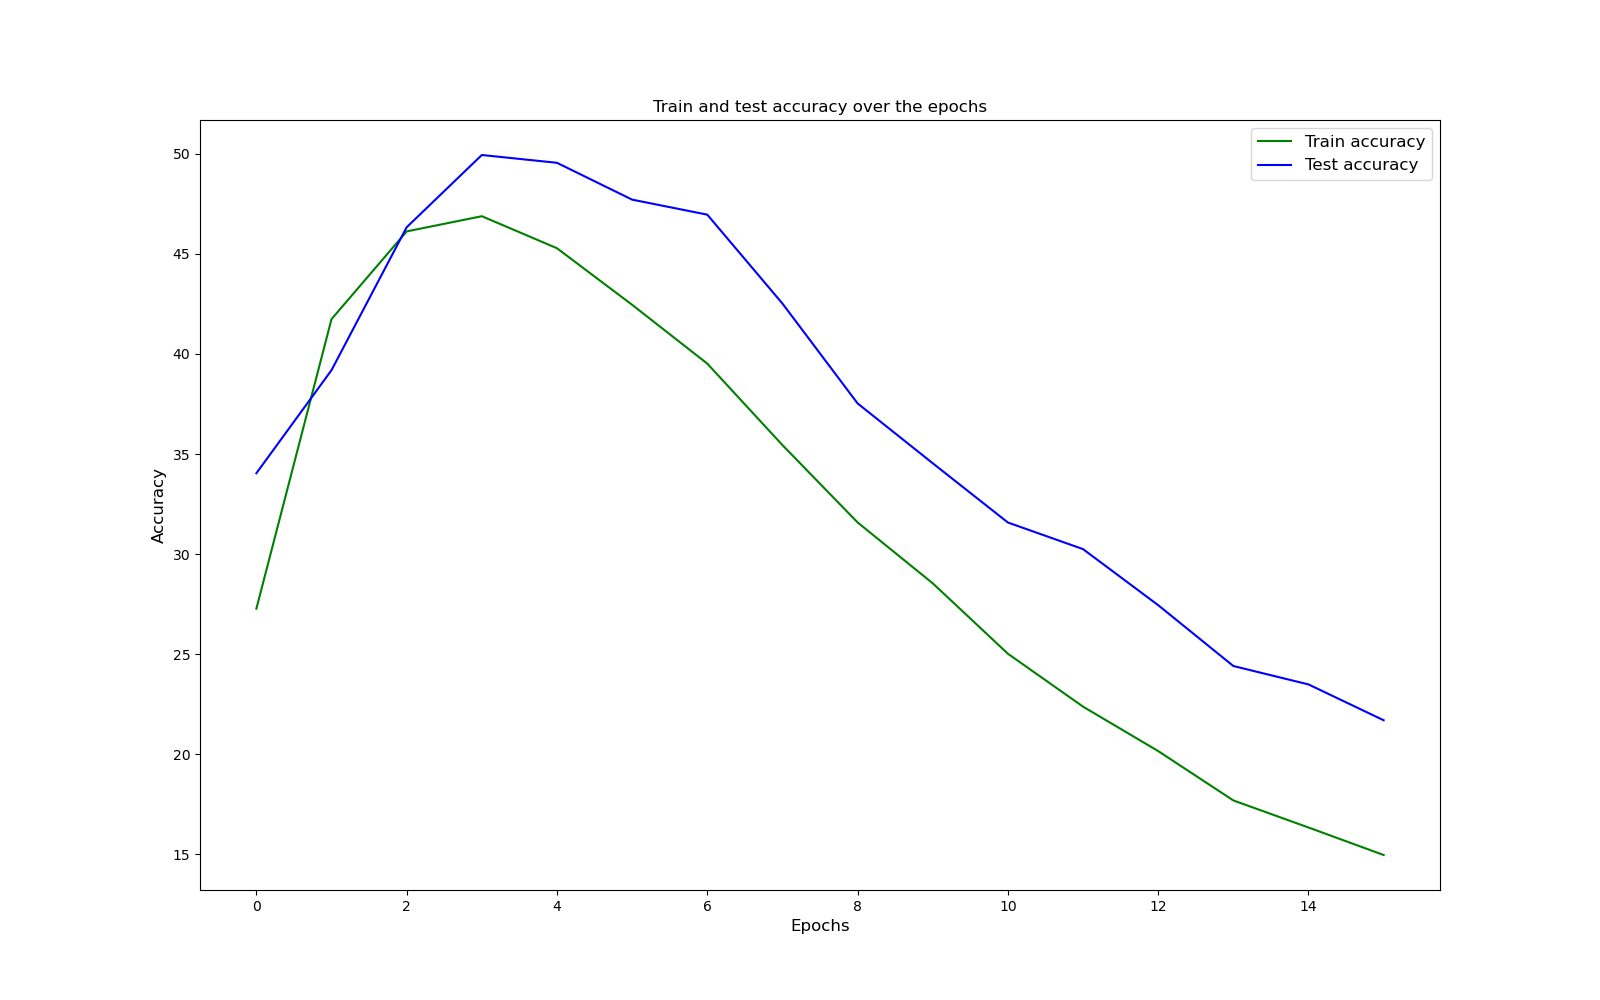 Train and test accuracy over the epochs
Train accuracy
Test accuracy
50
45
40
35
30
25
20
15
Accuracy
0 2 4 6 8 10 12 14
Epochs